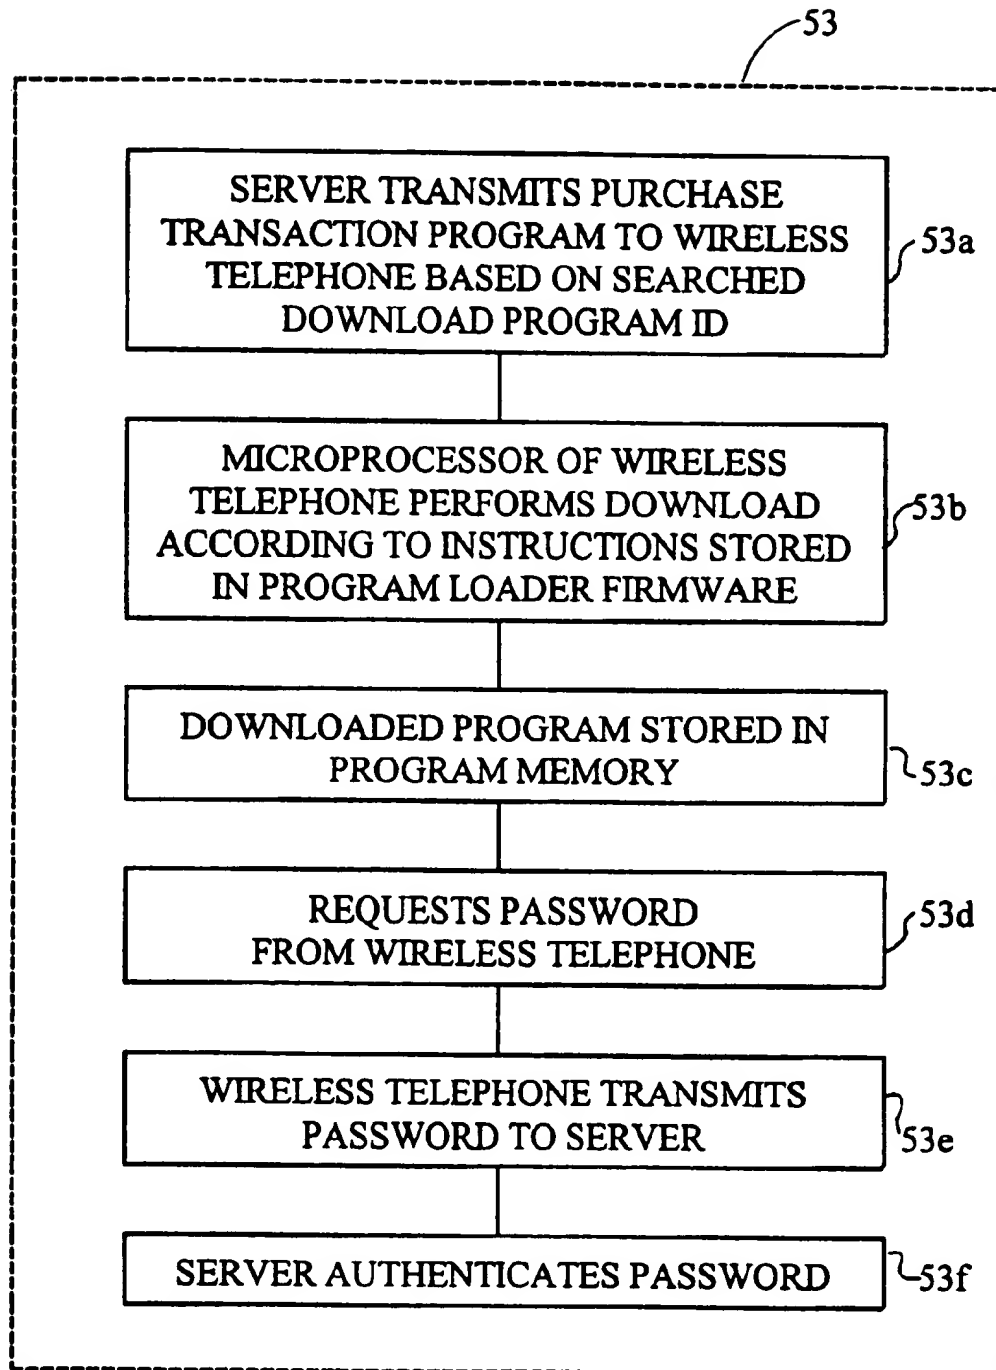 53
SERVER TRANSMITS PURCHASE
TRANSACTION PROGRAM TO WIRELESS
TELEPHONE BASED ON SEARCHED
DOWNLOAD PROGRAM ID
53a
MICROPROCESSOR OF WIRELESS
TELEPHONE PERFORMS DOWNLOAD
ACCORDING TO INSTRUCTIONS STORED
IN PROGRAM LOADER FIRMWARE
53b
DOWNLOADED PROGRAM STORED IN
PROGRAM MEMORY
53c
REQUESTS PASSWORD
FROM WIRELESS TELEPHONE
53d
WIRELESS TELEPHONE TRANSMITS
PASSWORD TO SERVER
53e
SERVER AUTHENTICATES PASSWORD
53f